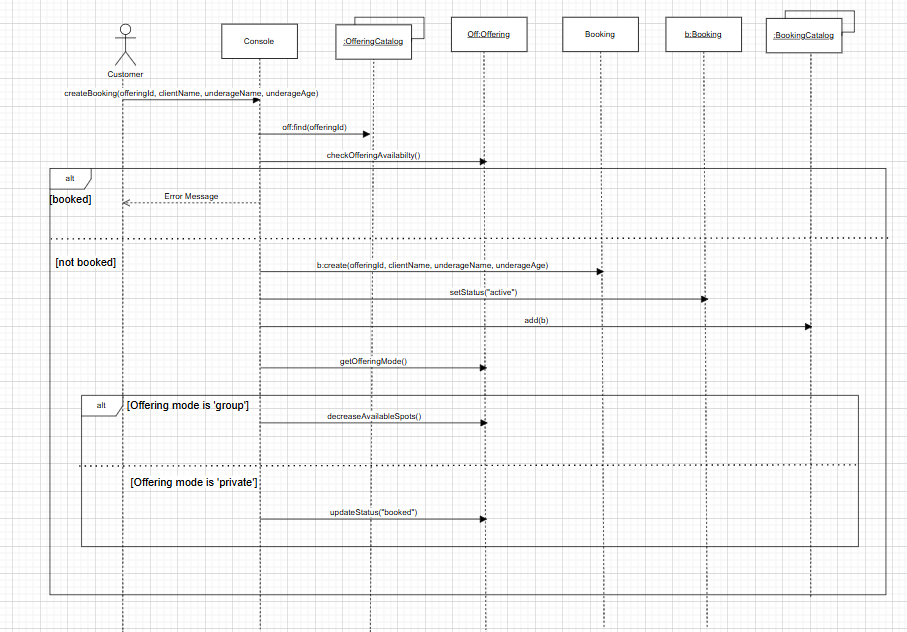 Customer
Console
:OfferingCatalog
Off:Offering
Booking
b:Booking
:BookingCatalog
createBooking(offeringId, clientName, underageName, underageAge)
off:find(offeringId)
checkOfferingAvailabilty()
alt
[booked]
Error Message
[not booked]
b:create(offeringId, clientName, underageName, underageAge)
setStatus("active")
add(b)
getOfferingMode()
alt
[Offering mode is 'group']
decreaseAvailableSpots()
[Offering mode is 'private']
updateStatus("booked")